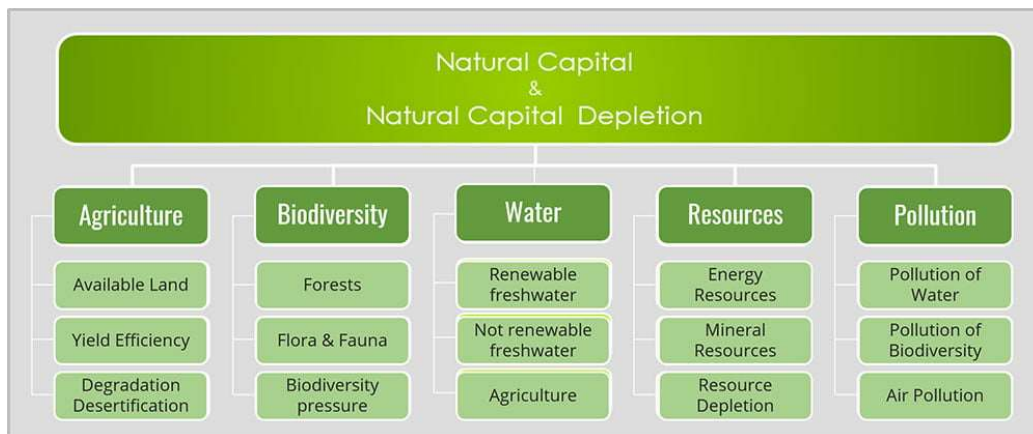 Natural Capital
&
Natural Capital Depletion
Agriculture
Biodiversity
Water
Resources
Pollution
Available Land
Forests
Renewable
freshwater
Energy
Resources
Pollution of
Water
Yield Efficiency
Flora & Fauna
Not renewable
freshwater
Mineral
Resources
Pollution of
Biodiversity
Degradation
Desertification
Biodiversity
pressure
Agriculture
Resource
Depletion
Air Pollution